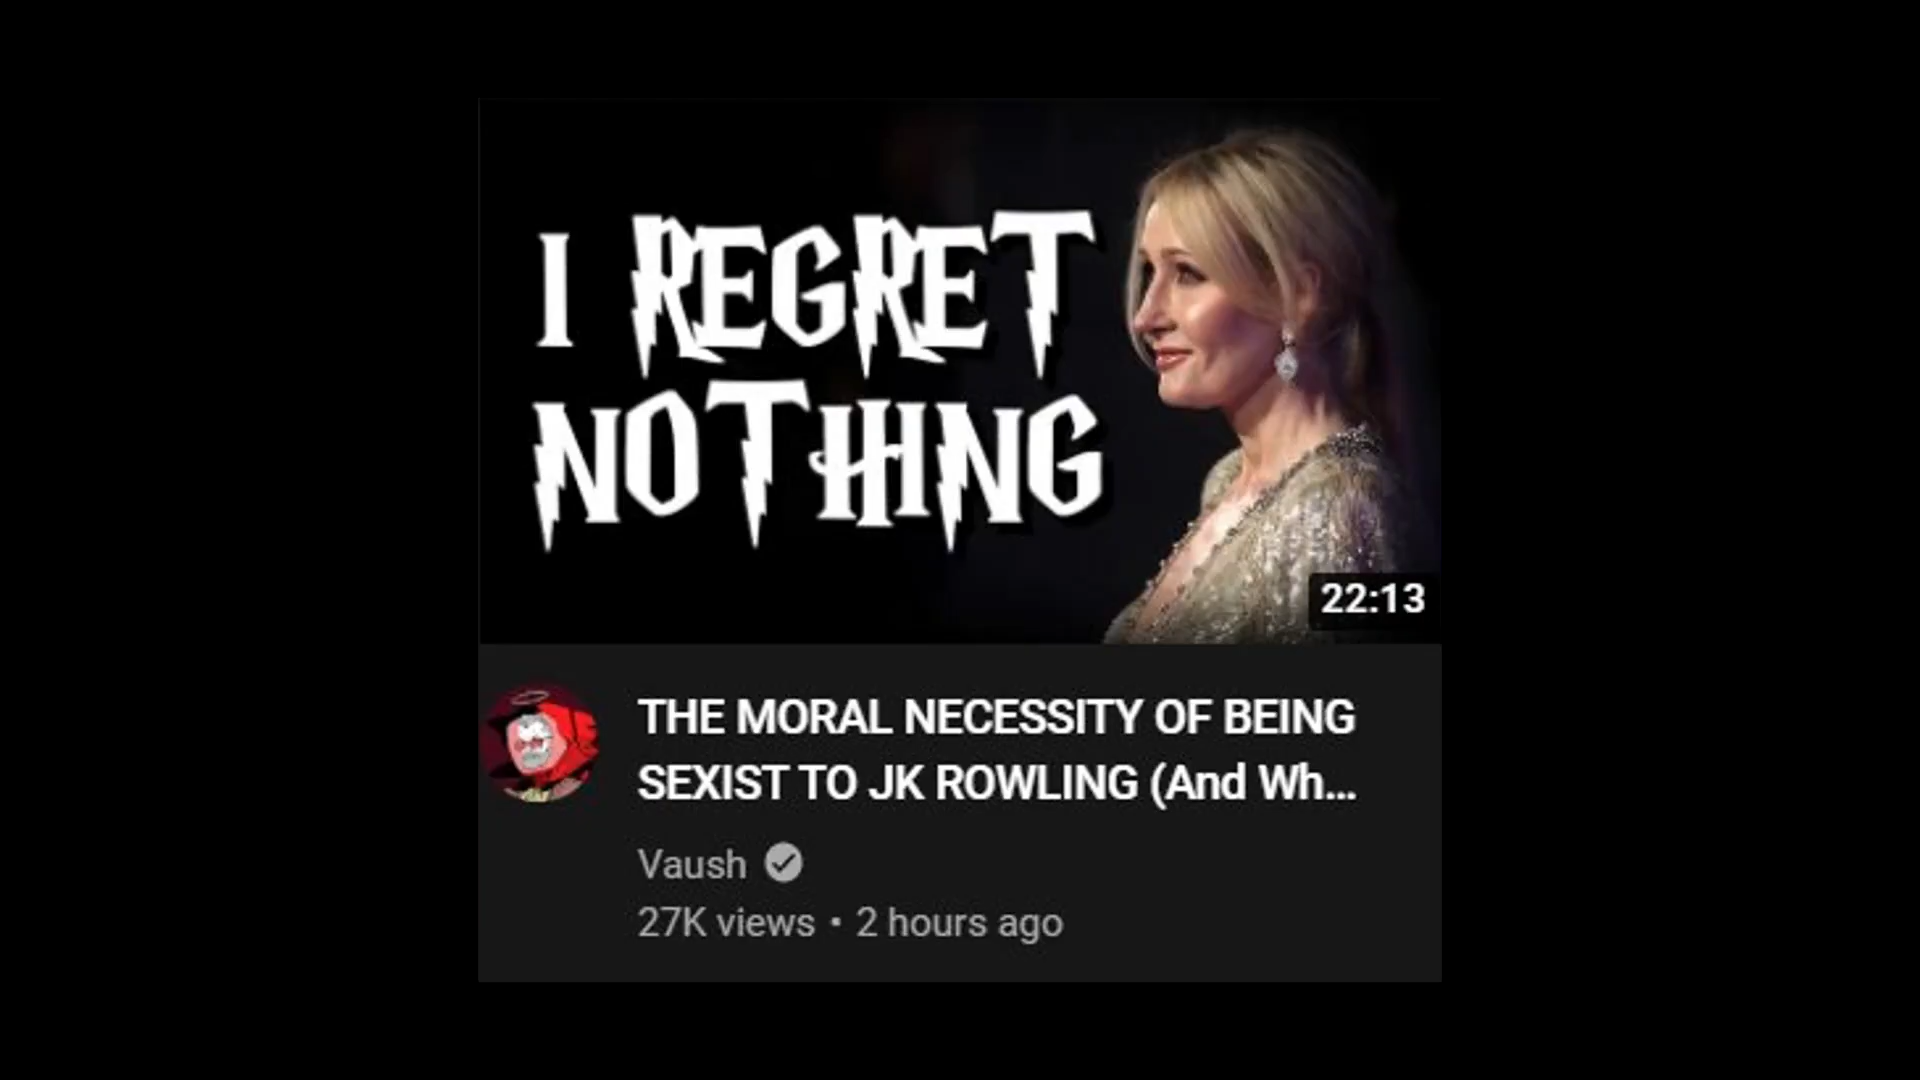 I REGRET
NOTHING
22:13
THE MORAL NECESSITY OF BEING
SEXIST TO JK ROWLING (And Wh...
Vaush
27K views • 2 hours ago